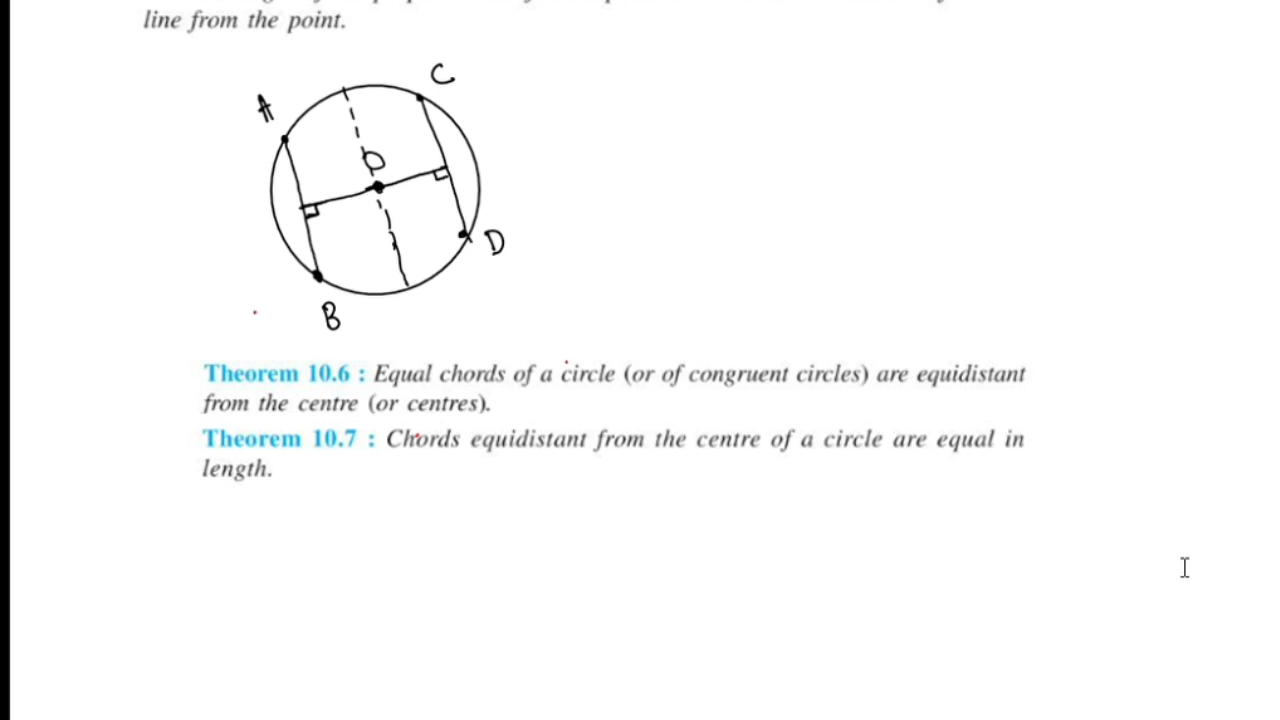 line from the point.
C
A
O
D
B
Theorem 10.6 : Equal chords of a circle (or of congruent circles) are equidistant
from the centre (or centres).
Theorem 10.7 : Chords equidistant from the centre of a circle are equal in
length.